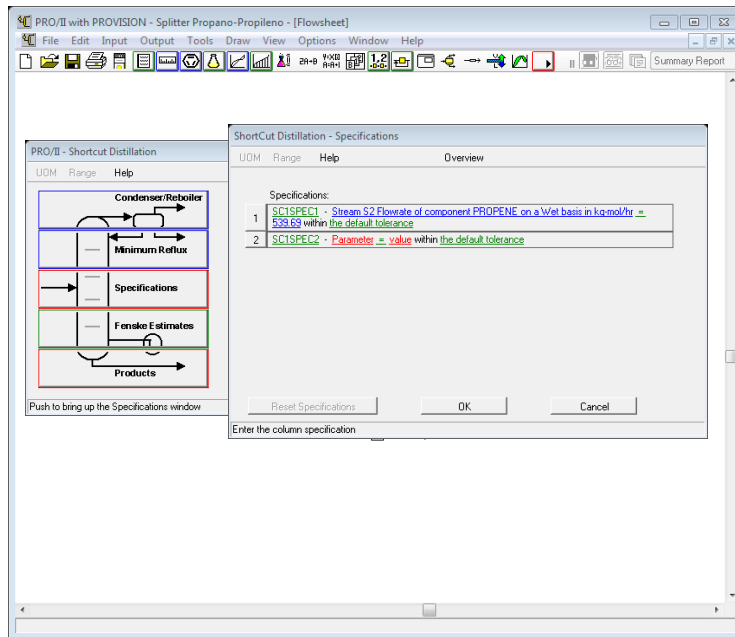 PRO/II with PROVISION - Splitter Propano-Propileno - [Flowsheet]
File Edit Input Output Tools Draw View Options Window Help
Summary Report
PRO/II - Shortcut Distillation
UOM Range Help
Condenser/Reboiler
Minimum Reflux
Specifications
Fenske Estimates
Products
Push to bring up the Specifications window
ShortCut Distillation - Specifications
UOM Range Help Overview
Specifications:
1 SC1SPEC1 - Stream S2 Flowrate of component PROPENE on a Wet basis in kg-mol/hr =
539.69 within the default tolerance
2 SC1SPEC2 - Parameter = value within the default tolerance
Reset Specifications OK Cancel
Enter the column specification